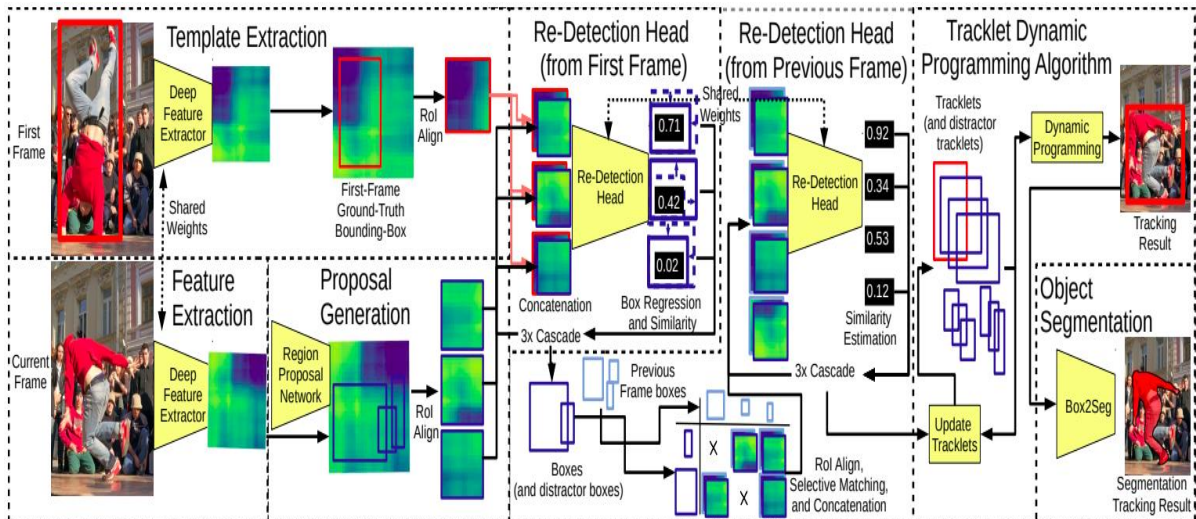 Template Extraction
First
Frame
Deep
Feature
Extractor
RoI
Align
First-Frame
Ground-Truth
Bounding-Box
Shared
Weights
Current
Frame
Feature
Extraction
Deep
Feature
Extractor
Proposal
Generation
Region
Proposal
Network
RoI
Align
Re-Detection Head
(from First Frame)
Re-Detection
Head
0.71
0.42
0.02
Shared
Weights
Concatenation
Box Regression
and Similarity
3x Cascade
Re-Detection Head
(from Previous Frame)
Re-Detection
Head
0.92
0.34
0.53
0.12
Similarity
Estimation
3x Cascade
Previous
Frame boxes
Boxes
(and distractor boxes)
X
X
RoI Align,
Selective Matching,
and Concatenation
Tracklet Dynamic
Programming Algorithm
Tracklets
(and distractor
tracklets)
Dynamic
Programming
Tracking
Result
Update
Tracklets
Object
Segmentation
Box2Seg
Segmentation
Tracking Result